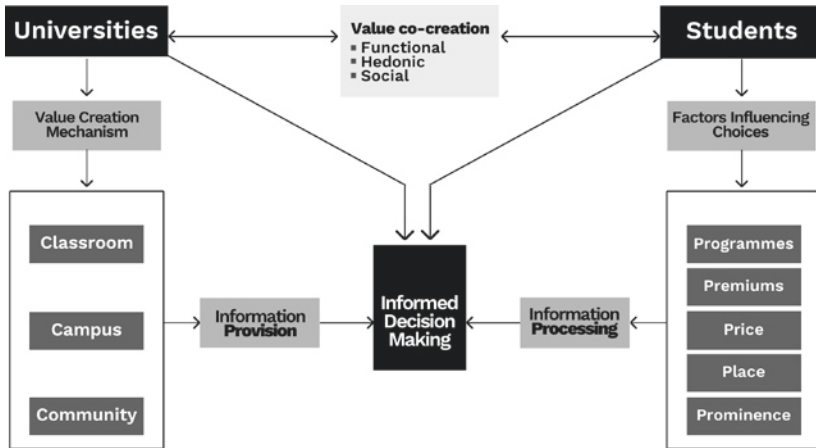 Universities
Value co-creation
▪ Functional
▪ Hedonic
▪ Social
Students
Value Creation
Mechanism
Factors Influencing
Choices
Classroom
Campus
Community
Information
Provision
Informed
Decision
Making
Information
Processing
Programmes
Premiums
Price
Place
Prominence